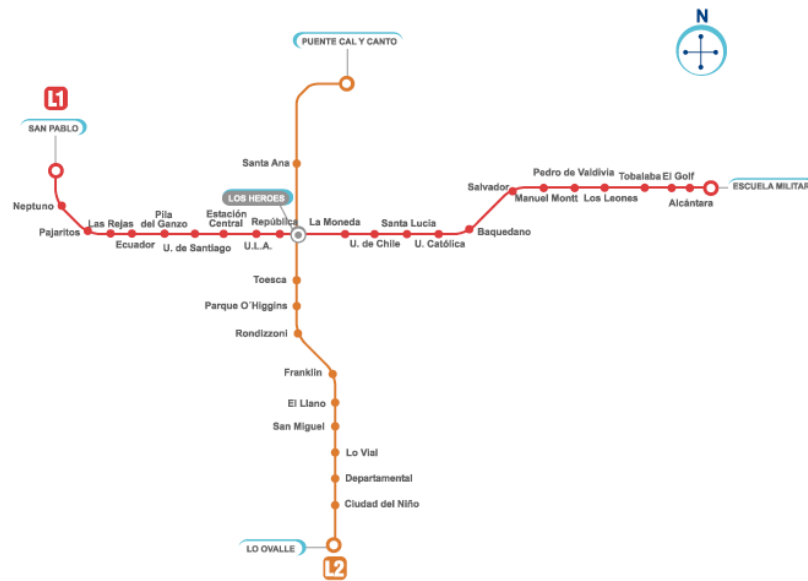 N
PUENTE CAL Y CANTO
L1
SAN PABLO
Santa Ana
Pedro de Valdivia
Tobalaba
El Golf
Salvador
ESCUELA MILITAR
Manuel Montt
Los Leones
Alcántara
LOS HEROES
Neptuno
Pajaritos
Las Rejas
Pila
del Ganzo
Estación
Central
República
La Moneda
Santa Lucia
Baquedano
Ecuador
U. de Santiago
U.L.A.
U. de Chile
U. Católica
Toesca
Parque O´Higgins
Rondizzoni
Franklin
El Llano
San Miguel
Lo Vial
Departamental
Ciudad del Niño
LO OVALLE
L2